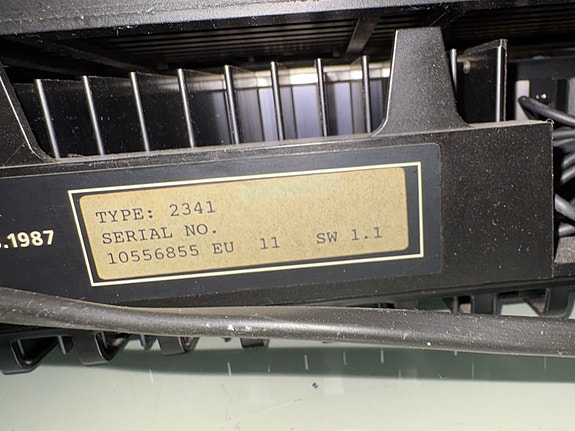 .1987
TYPE: 2341
SERIAL NO.
10556855 EU 11 SW 1.1